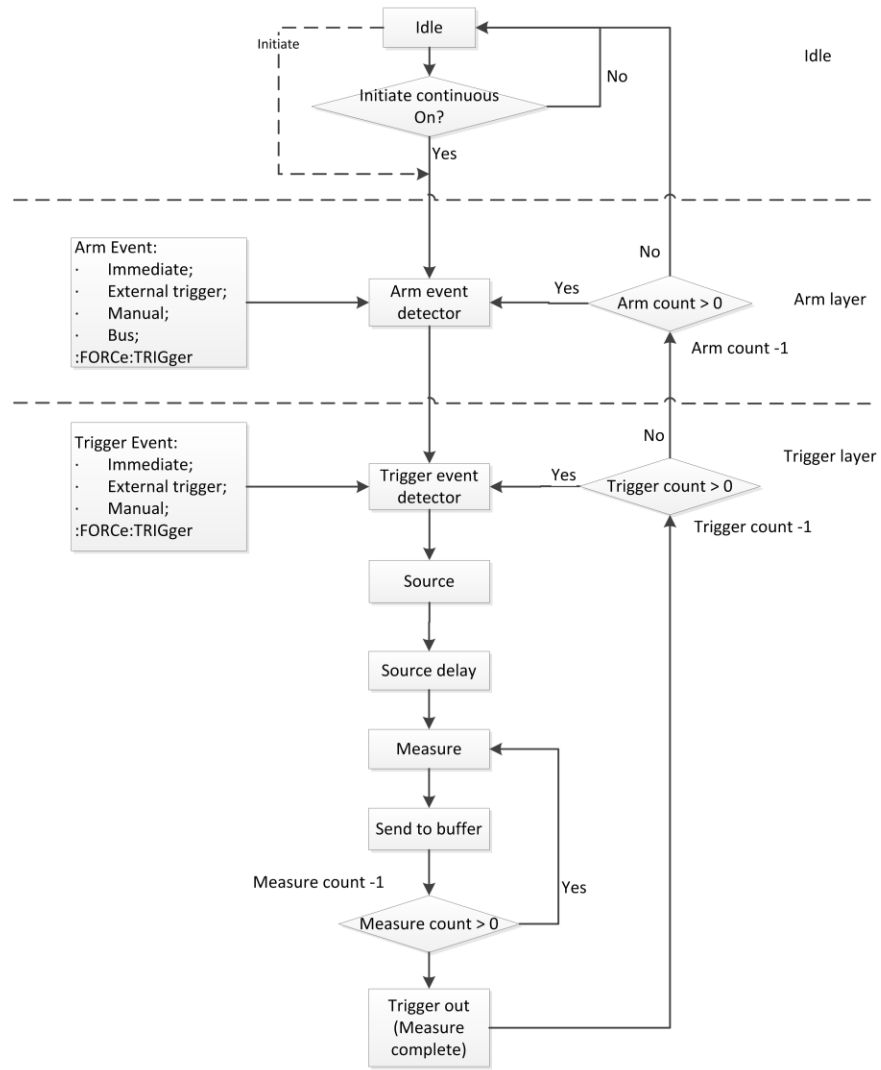 Idle
Initiate
Idle
No
Initiate continuous
On?
Yes
Arm Event:
· Immediate;
· External trigger;
· Manual;
· Bus;
:FORCe:TRIGger
No
Arm event
detector
Yes
Arm count > 0
Arm layer
Arm count -1
Trigger Event:
· Immediate;
· External trigger;
· Manual;
:FORCe:TRIGger
No
Trigger layer
Trigger event
detector
Yes
Trigger count > 0
Trigger count -1
Source
Source delay
Measure
Send to buffer
Measure count -1
Yes
Measure count > 0
Trigger out
(Measure
complete)